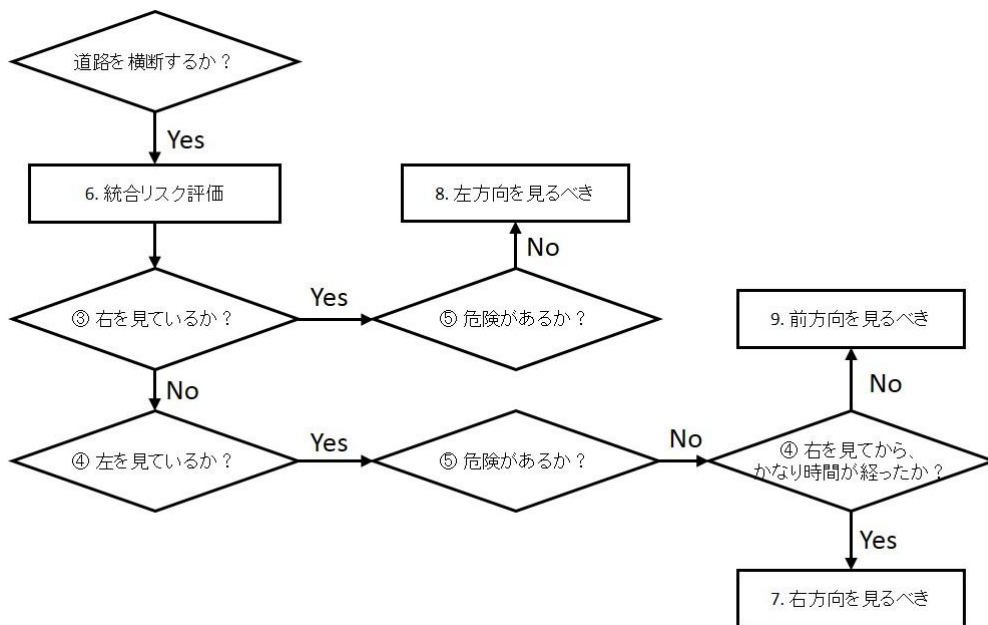 道路を横断するか?
Yes
6. 統合リスク評価
8. 左方向を見るべき
No
③ 右を見ているか?
Yes
⑤ 危険があるか?
9. 前方向を見るべき
No
No
④ 左を見ているか?
Yes
⑤ 危険があるか?
No
④ 右を見てから、
かなり時間が経ったか?
Yes
7. 右方向を見るべき